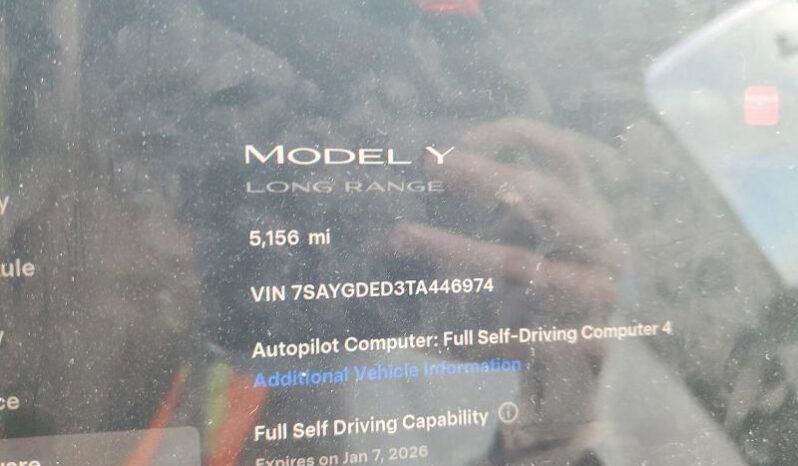 MODEL Y
LONG RANGE
5,156 mi
VIN 7SAYGDED3TA446974
Autopilot Computer: Full Self-Driving Computer 4
Additional Vehicle Information
Full Self Driving Capability
Expires on Jan 7, 2026